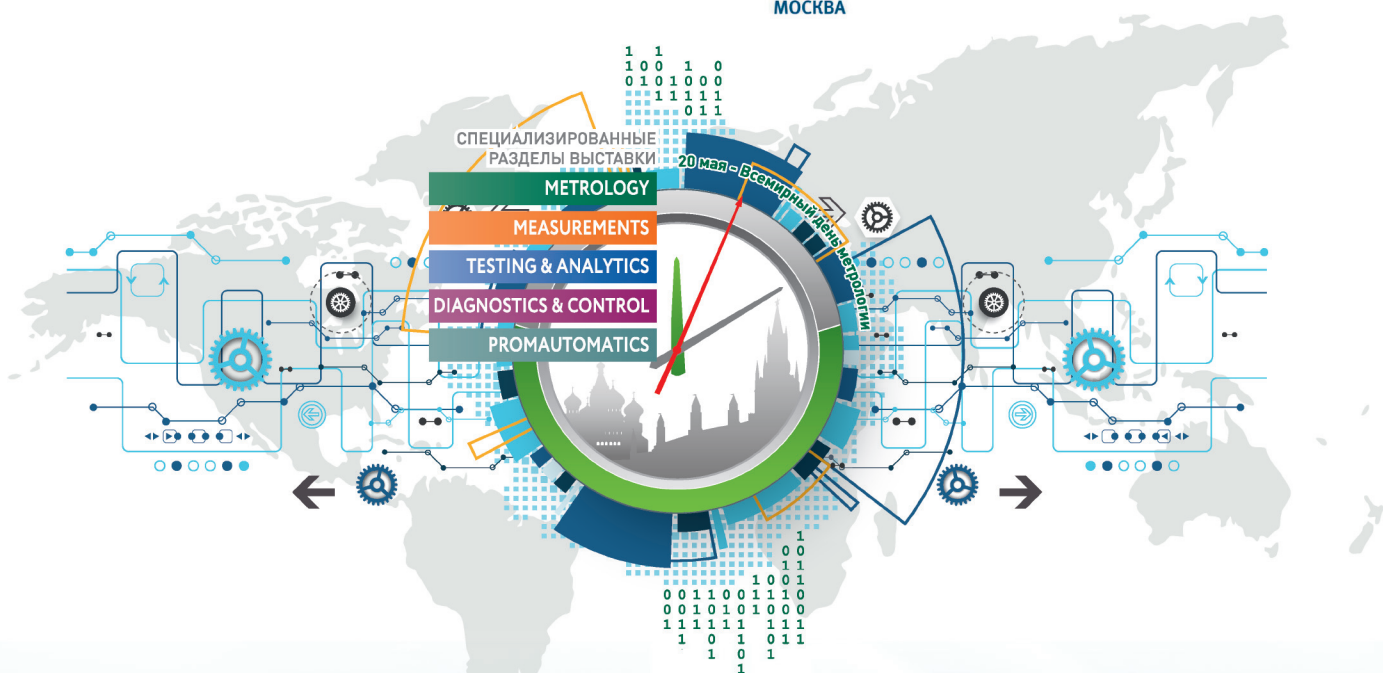 МОСКВА
СПЕЦИАЛИЗИРОВАННЫЕ
РАЗДЕЛЫ ВЫСТАВКИ
METROLOGY
MEASUREMENTS
TESTING & ANALYTICS
DIAGNOSTICS & CONTROL
PROMAUTOMATICS
20 мая - Всемирный день метрологии